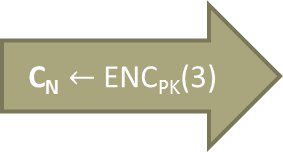 C_N ← ENC_PK(3)